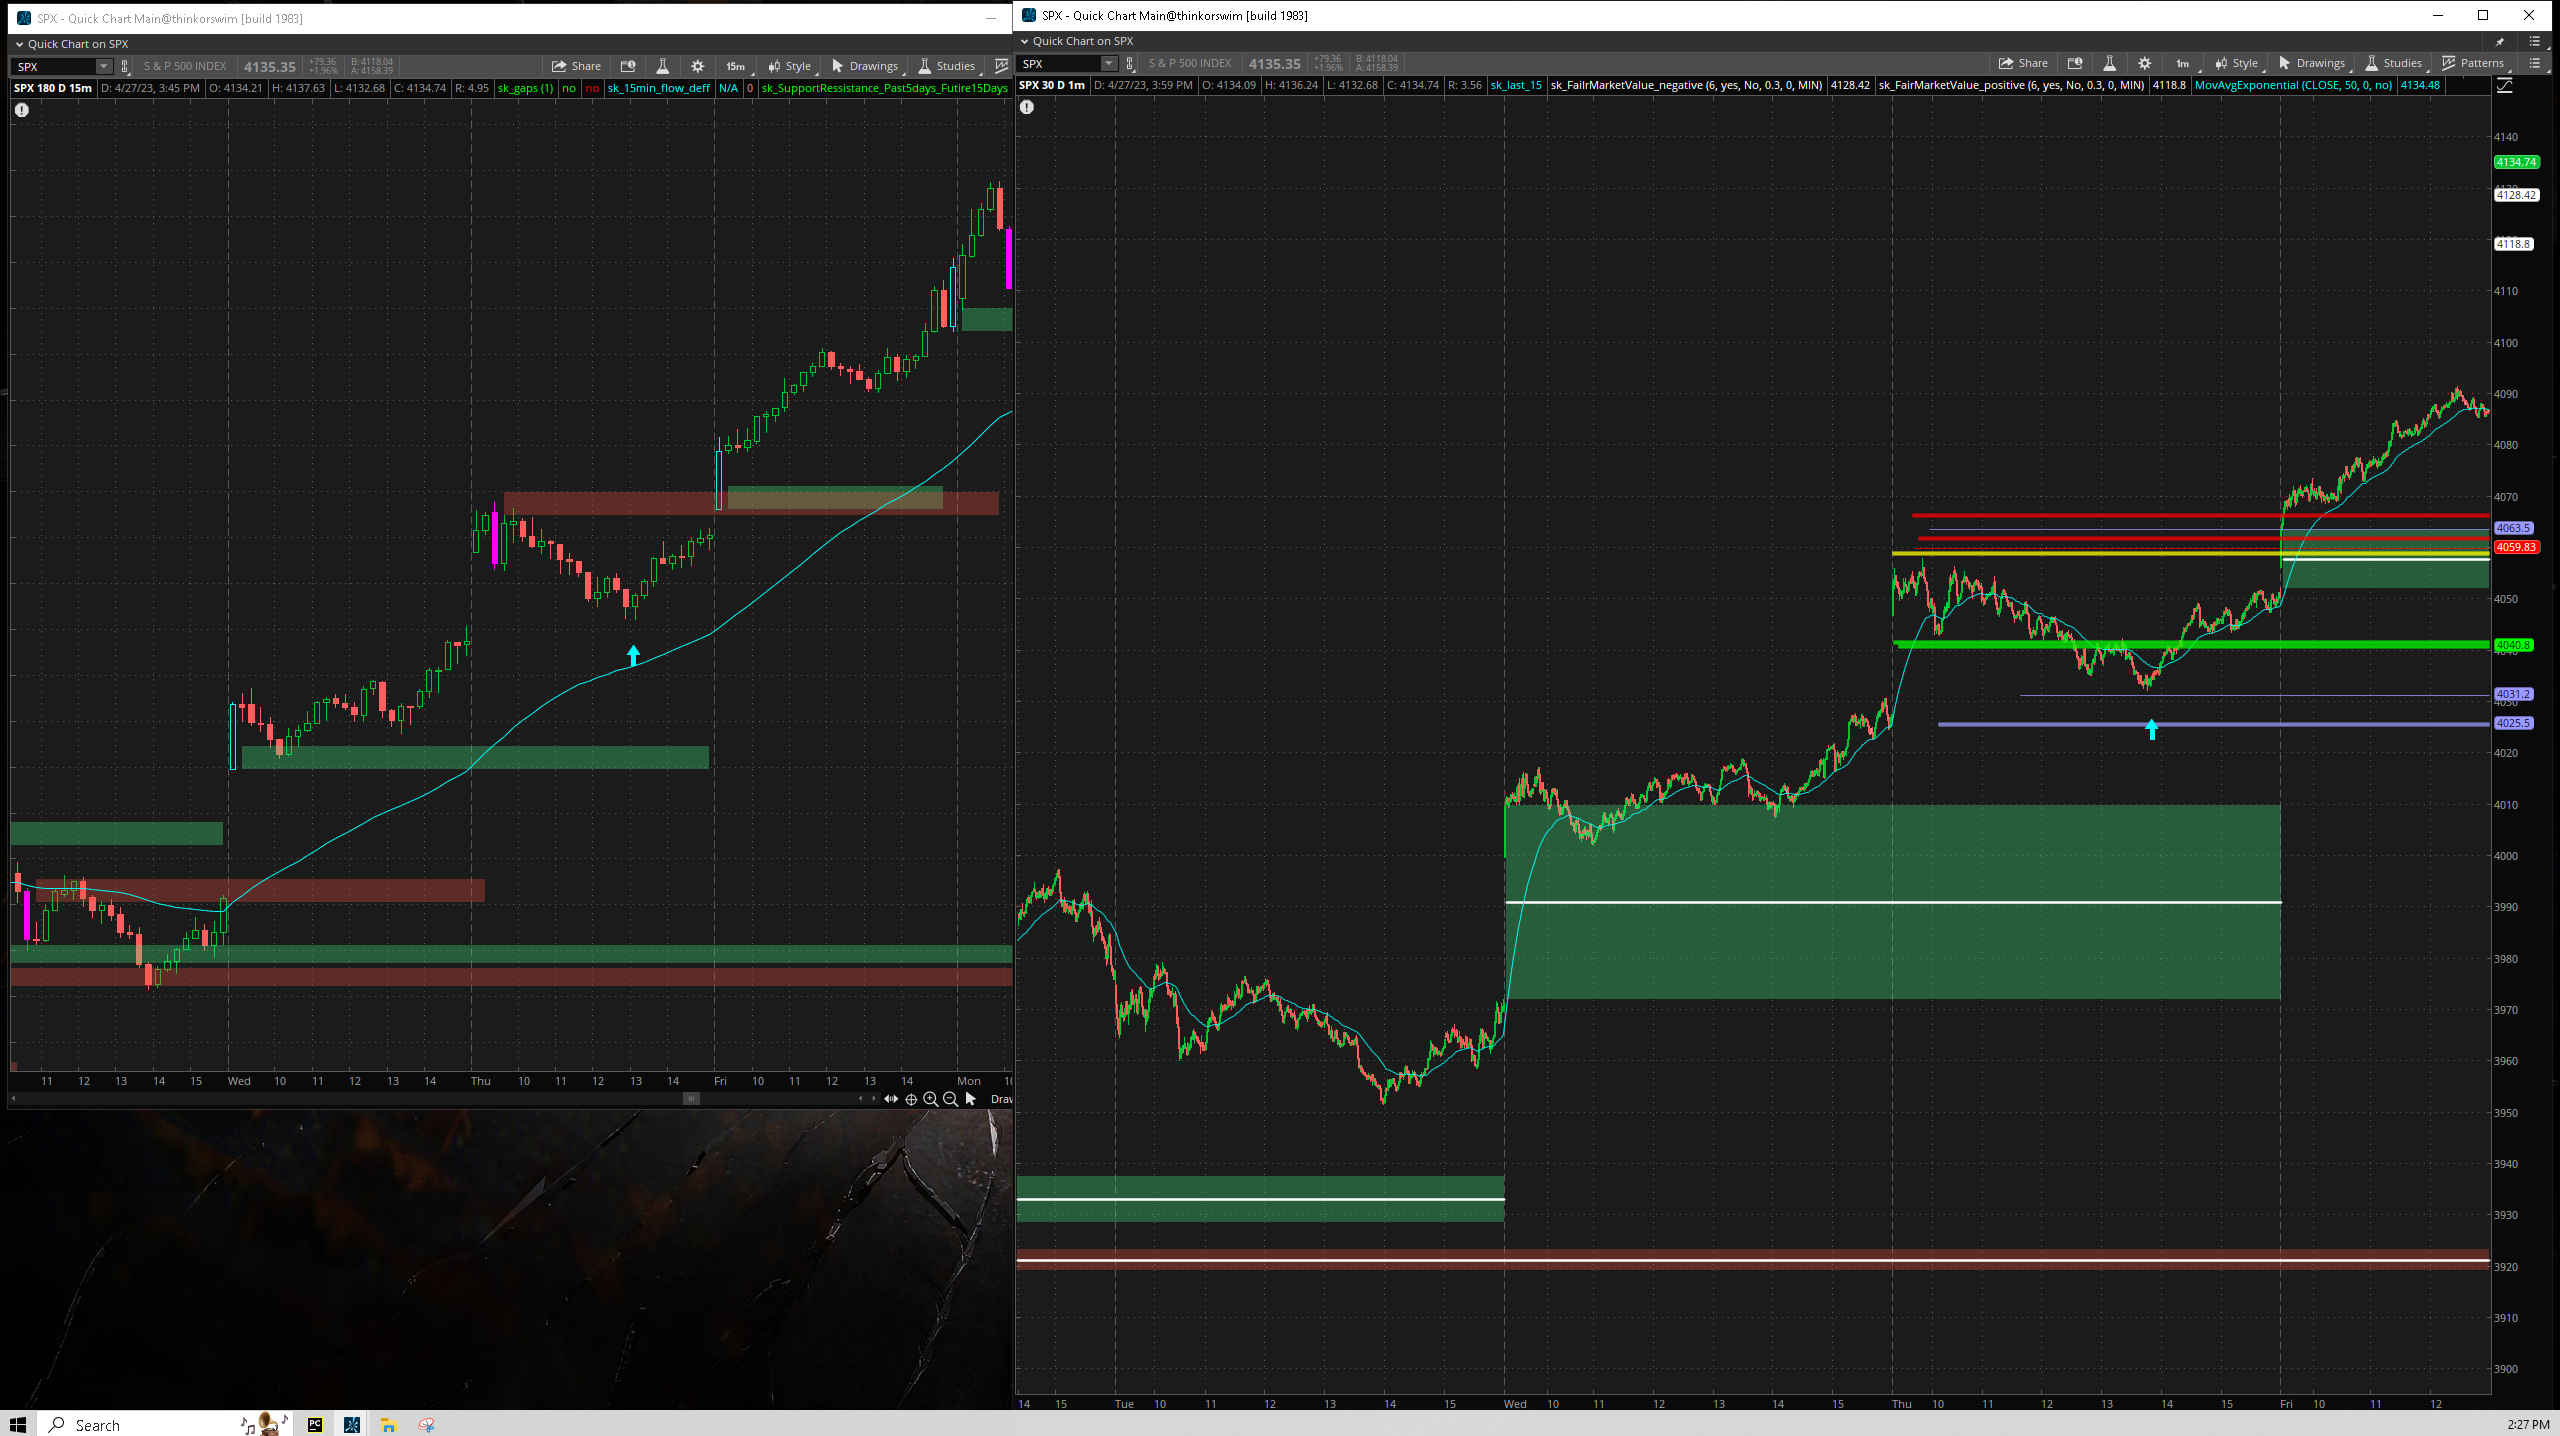 SPX - Quick Chart Main@thinkorswim [build 1983]
Quick Chart on SPX
SPX S & P 500 INDEX 4135.35 +79.36 +1.96% B: 4118.04 A: 4158.39 Share 15m Style Drawings Studies
SPX 180 D 15m D: 4/27/23, 3:45 PM O: 4134.21 H: 4137.63 L: 4132.68 C: 4134.74 R: 4.95 sk_gaps (1) no no sk_15min_flow_deff N/A 0 sk_SupportRessistance_Past5days_Futire15Days
11 12 13 14 15 Wed 10 11 12 13 14 Thu 10 11 12 13 14 Fri 10 11 12 13 14 Mon
Draw
SPX - Quick Chart Main@thinkorswim [build 1983]
Quick Chart on SPX
SPX S & P 500 INDEX 4135.35 +79.36 +1.96% B: 4118.04 A: 4158.39 Share 1m Style Drawings Studies Patterns
SPX 30 D 1m D: 4/27/23, 3:59 PM O: 4134.09 H: 4136.24 L: 4132.68 C: 4134.74 R: 3.56 sk_last_15 sk_FailrMarketValue_negative (6, yes, No, 0.3, 0, MIN) 4128.42 sk_FairMarketValue_positive (6, yes, No, 0.3, 0, MIN) 4118.8 MovAvgExponential (CLOSE, 50, 0, no) 4134.48
4140
4134.74
4128.42
4118.8
4110
4100
4090
4080
4070
4063.5
4059.83
4050
4040.8
4031.2
4030
4025.5
4020
4010
4000
3990
3980
3970
3960
3950
3940
3930
3920
3910
3900
14 15 Tue 10 11 12 13 14 15 Wed 10 11 12 13 14 15 Thu 10 11 12 13 14 15 Fri 10 11 12
Search PC 2:27 PM